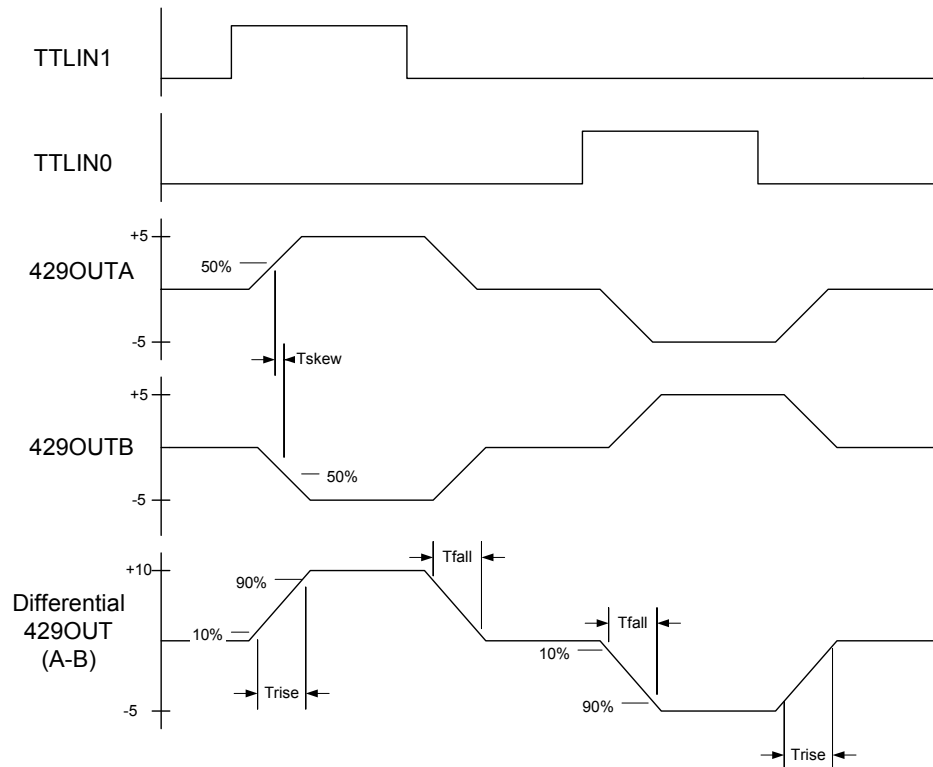 TTLIN1
TTLIN0
+5
50%
429OUTA
-5
Tskew
+5
429OUTB
50%
-5
+10
Tfall
90%
Differential
429OUT
(A-B)
10%
Tfall
10%
Trise
90%
-5
Trise